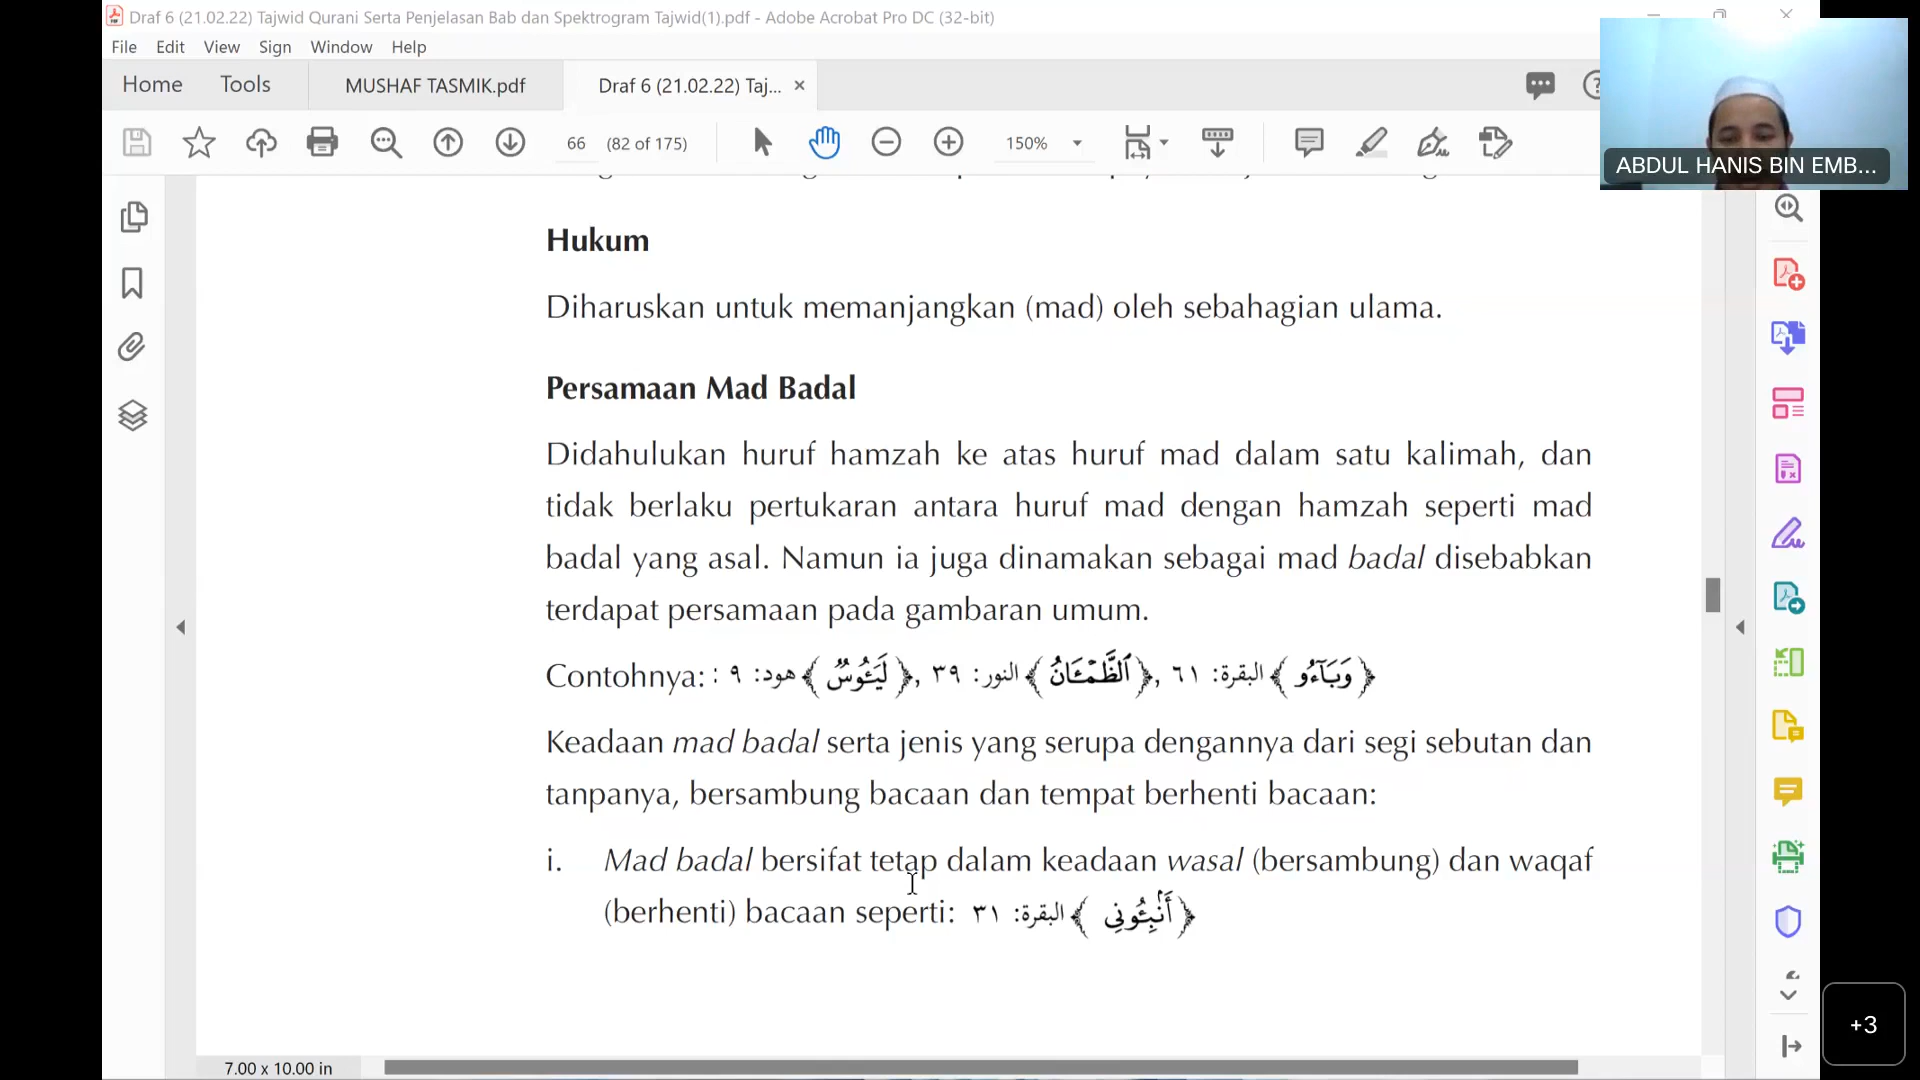 Draf 6 (21.02.22) Tajwid Qurani Serta Penjelasan Bab dan Spektrogram Tajwid(1).pdf - Adobe Acrobat Pro DC (32-bit)
File Edit View Sign Window Help
Home Tools MUSHAF TASMIK.pdf Draf 6 (21.02.22) Taj... ×
66 (82 of 175) 150%
ABDUL HANIS BIN EMB...
Hukum
Diharuskan untuk memanjangkan (mad) oleh sebahagian ulama.
Persamaan Mad Badal
Didahulukan huruf hamzah ke atas huruf mad dalam satu kalimah, dan
tidak berlaku pertukaran antara huruf mad dengan hamzah seperti mad
badal yang asal. Namun ia juga dinamakan sebagai mad badal disebabkan
terdapat persamaan pada gambaran umum.
Contohnya: : ﴿وَبَآءُو﴾ البقرة: ٦١ ,﴿ٱلظَّمْـَٔانُ﴾ النور: ٣٩ ,﴿لَيَـُٔوسٌ﴾ هود: ٩
Keadaan mad badal serta jenis yang serupa dengannya dari segi sebutan dan
tanpanya, bersambung bacaan dan tempat berhenti bacaan:
i. Mad badal bersifat tetap dalam keadaan wasal (bersambung) dan waqaf
(berhenti) bacaan seperti: ﴿أَنۢبِـُٔونِى﴾ البقرة: ٣١
+3
7.00 x 10.00 in